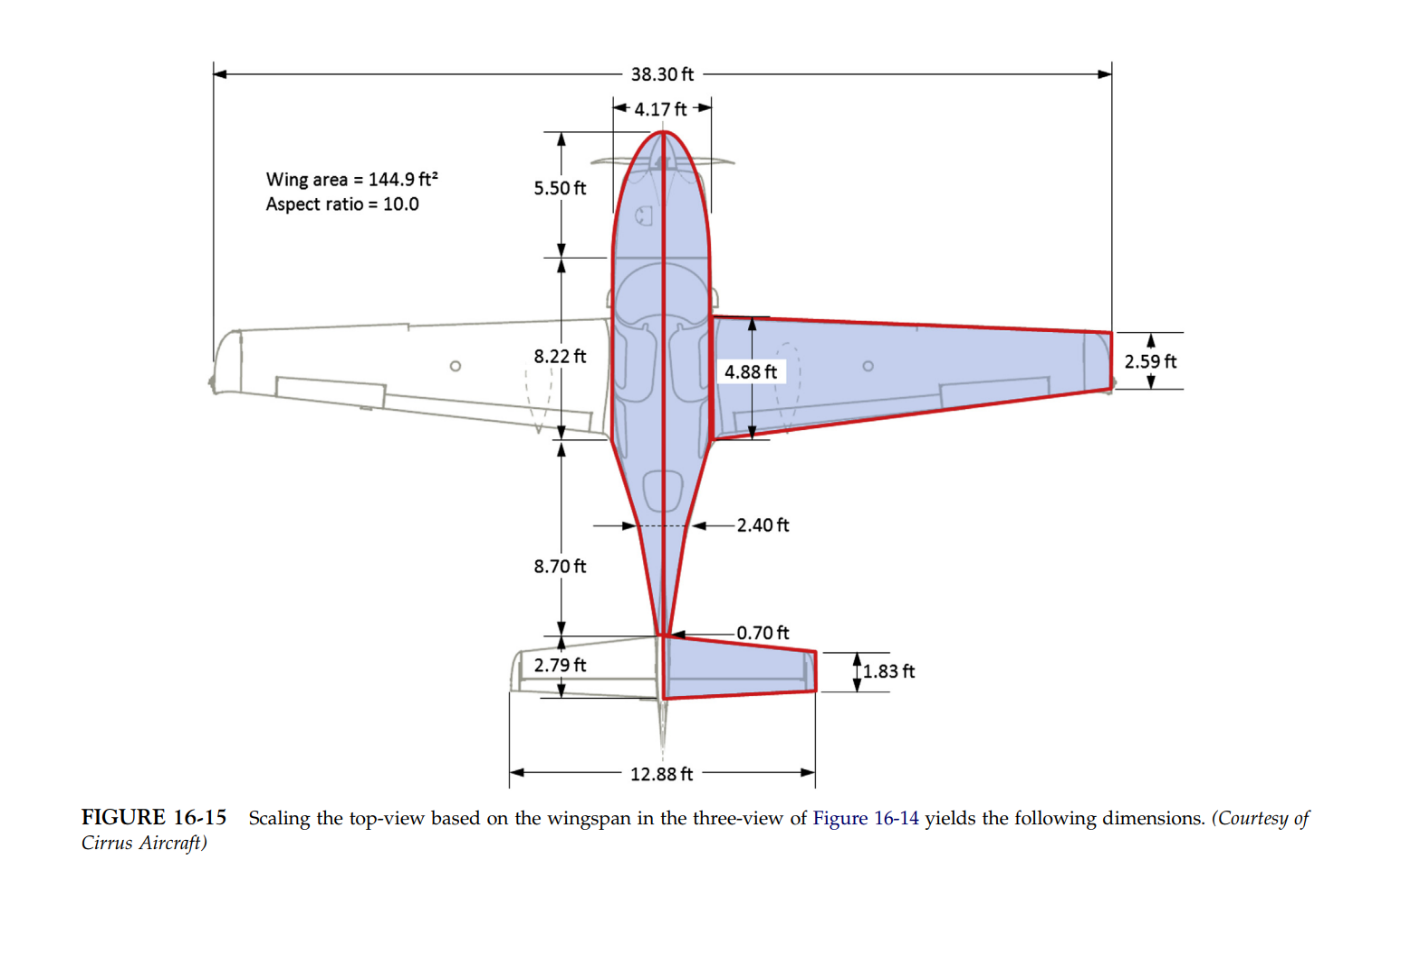 38.30 ft
4.17 ft
Wing area = 144.9 ft²
Aspect ratio = 10.0
5.50 ft
8.22 ft
4.88 ft
2.59 ft
2.40 ft
8.70 ft
0.70 ft
2.79 ft
1.83 ft
12.88 ft
FIGURE 16-15 Scaling the top-view based on the wingspan in the three-view of Figure 16-14 yields the following dimensions. (Courtesy of
Cirrus Aircraft)